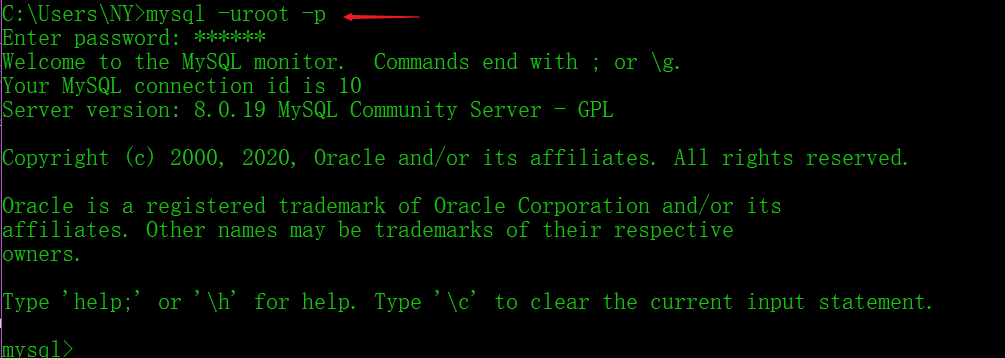 C:\Users\NY>mysql -uroot -p
Enter password: ******
Welcome to the MySQL monitor.  Commands end with ; or \g.
Your MySQL connection id is 10
Server version: 8.0.19 MySQL Community Server - GPL
Copyright (c) 2000, 2020, Oracle and/or its affiliates. All rights reserved.
Oracle is a registered trademark of Oracle Corporation and/or its
affiliates. Other names may be trademarks of their respective
owners.
Type 'help;' or '\h' for help. Type '\c' to clear the current input statement.
mysql>